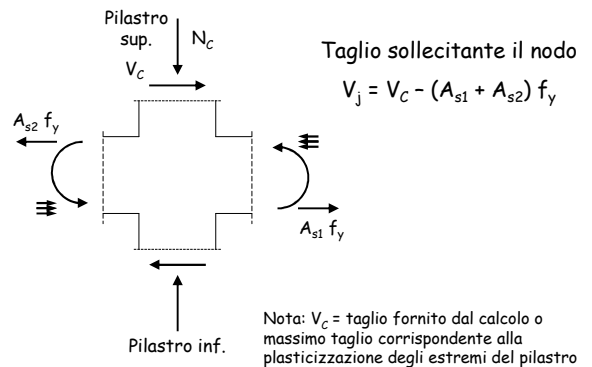 Pilastro
sup.
N_C
V_C
Taglio sollecitante il nodo
V_j = V_C – (A_s1 + A_s2) f_y
A_s2 f_y
A_s1 f_y
Pilastro inf.
Nota: V_C = taglio fornito dal calcolo o
massimo taglio corrispondente alla
plasticizzazione degli estremi del pilastro